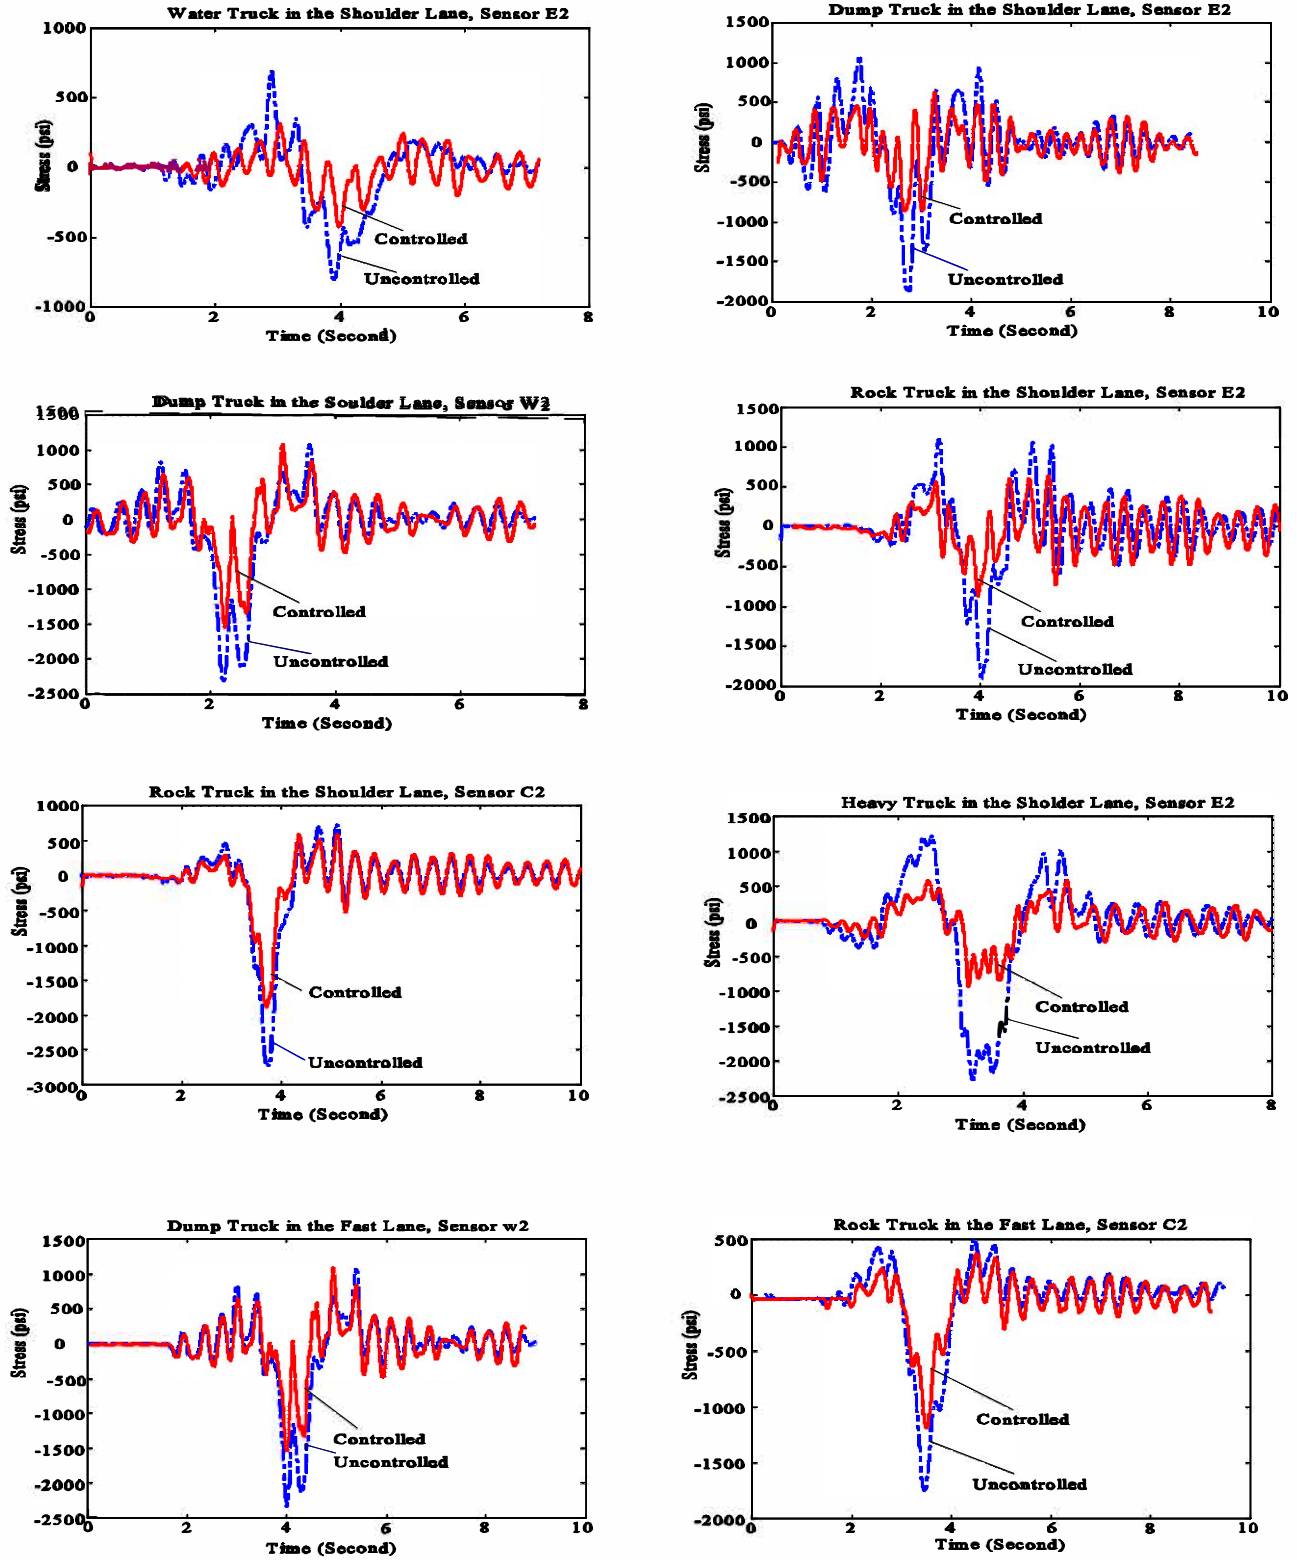 Water Truck in the Shoulder Lane, Sensor E2
1000
500
0
-500
-1000
Stress (psi)
0 2 4 6 8
Time (Second)
Controlled
Uncontrolled
Dump Truck in the Shoulder Lane, Sensor E2
1500
1000
500
0
-500
-1000
-1500
-2000
Stress (psi)
0 2 4 6 8 10
Time (Second)
Controlled
Uncontrolled
Dump Truck in the Soulder Lane, Sensor W2
1500
1000
500
0
-500
-1000
-1500
-2000
-2500
Stress (psi)
0 2 4 6 8
Time (Second)
Controlled
Uncontrolled
Rock Truck in the Shoulder Lane, Sensor E2
1500
1000
500
0
-500
-1000
-1500
-2000
Stress (psi)
0 2 4 6 8 10
Time (Second)
Controlled
Uncontrolled
Rock Truck in the Shoulder Lane, Sensor C2
1000
500
0
-500
-1000
-1500
-2000
-2500
-3000
Stress (psi)
0 2 4 6 8 10
Time (Second)
Controlled
Uncontrolled
Heavy Truck in the Sholder Lane, Sensor E2
1500
1000
500
0
-500
-1000
-1500
-2000
-2500
Stress (psi)
0 2 4 6 8
Time (Second)
Controlled
Uncontrolled
Dump Truck in the Fast Lane, Sensor w2
1500
1000
500
0
-500
-1000
-1500
-2000
-2500
Stress (psi)
0 2 4 6 8 10
Time (Second)
Controlled
Uncontrolled
Rock Truck in the Fast Lane, Sensor C2
500
0
-500
-1000
-1500
-2000
Stress (psi)
0 2 4 6 8 10
Time (Second)
Controlled
Uncontrolled